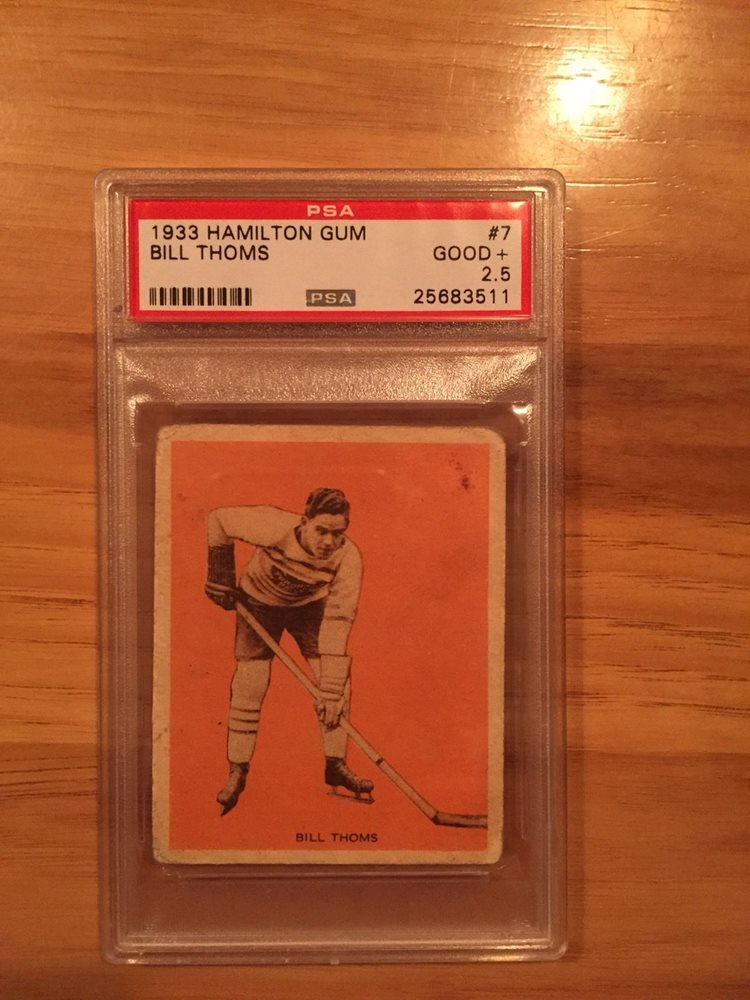 PSA
1933 HAMILTON GUM #7
BILL THOMS GOOD +
2.5
PSA 25683511
BILL THOMS